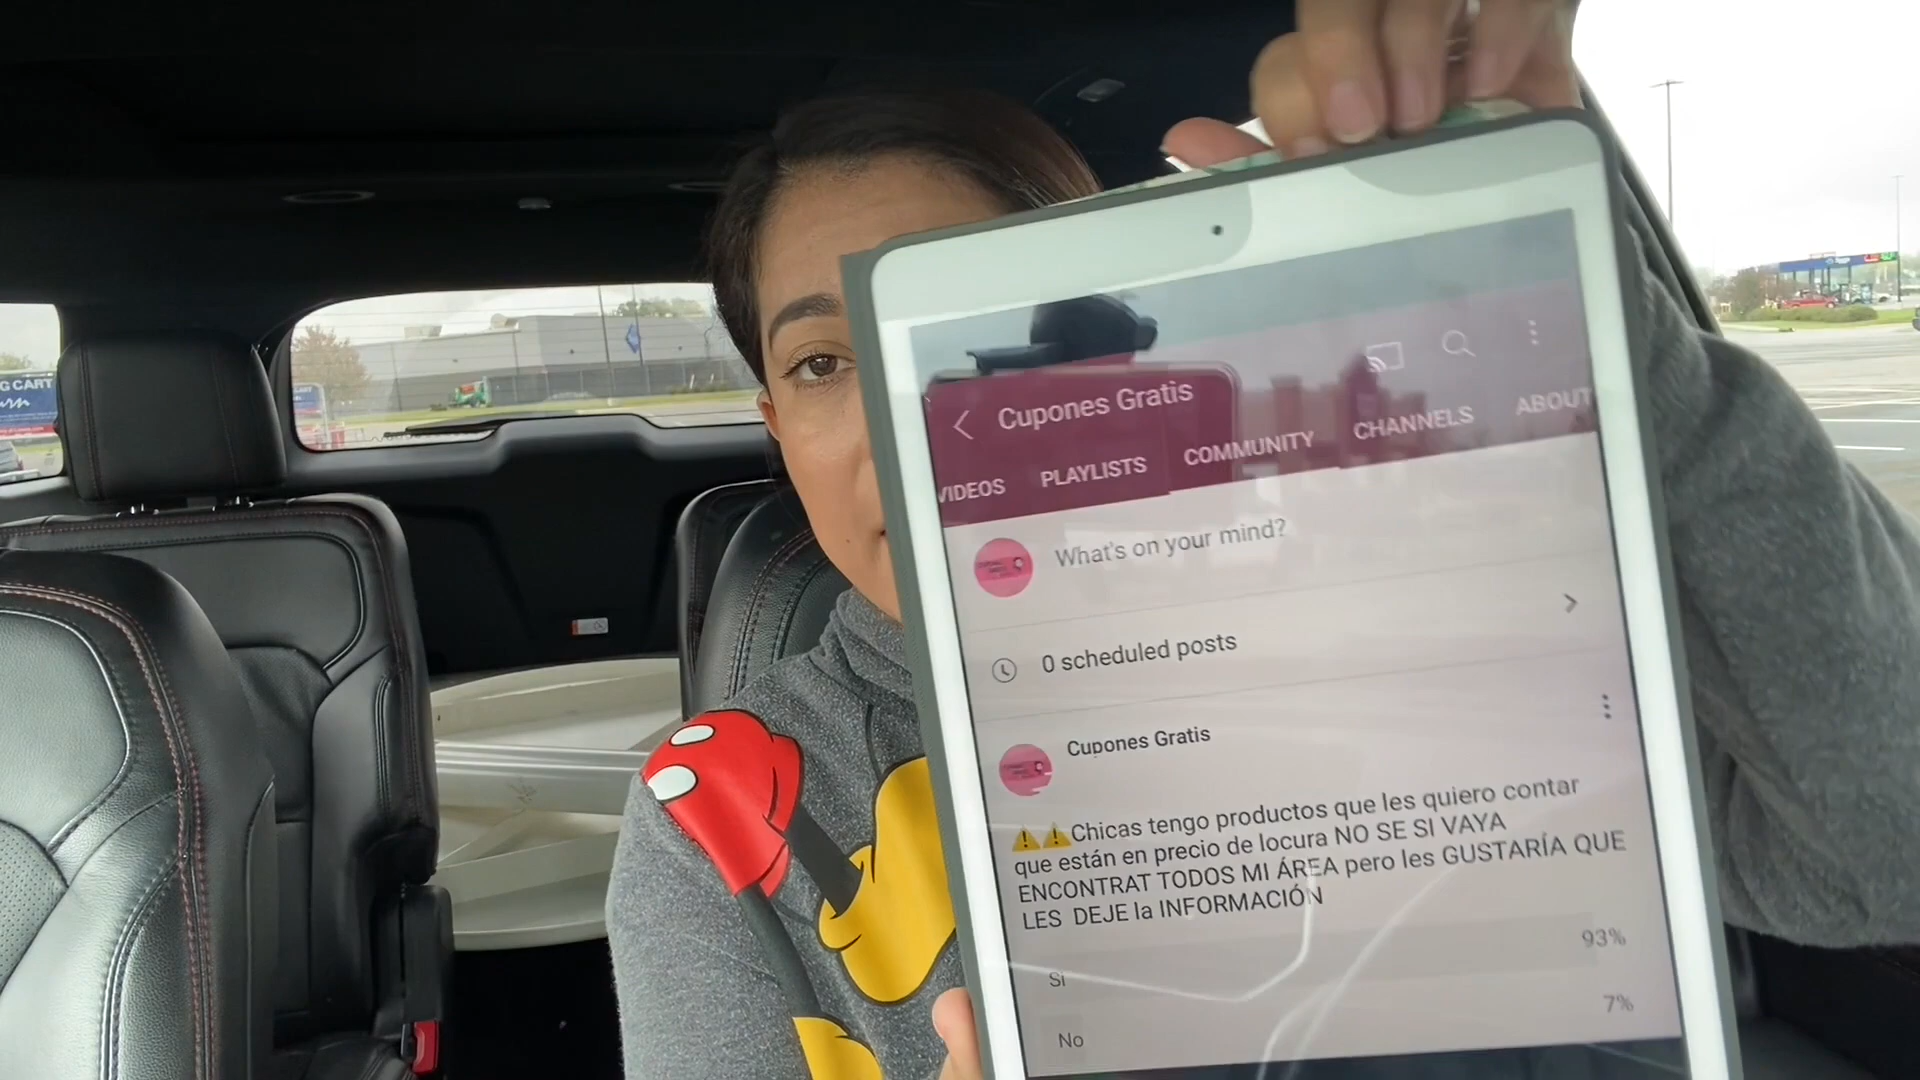 G CART
Cupones Gratis
VIDEOS PLAYLISTS COMMUNITY CHANNELS ABOUT
What's on your mind?
0 scheduled posts
Cupones Gratis
⚠️⚠️Chicas tengo productos que les quiero contar
que están en precio de locura NO SE SI VAYA
ENCONTRAT TODOS MI ÁREA pero les GUSTARÍA QUE
LES DEJE la INFORMACIÓN
Si 93%
No 7%